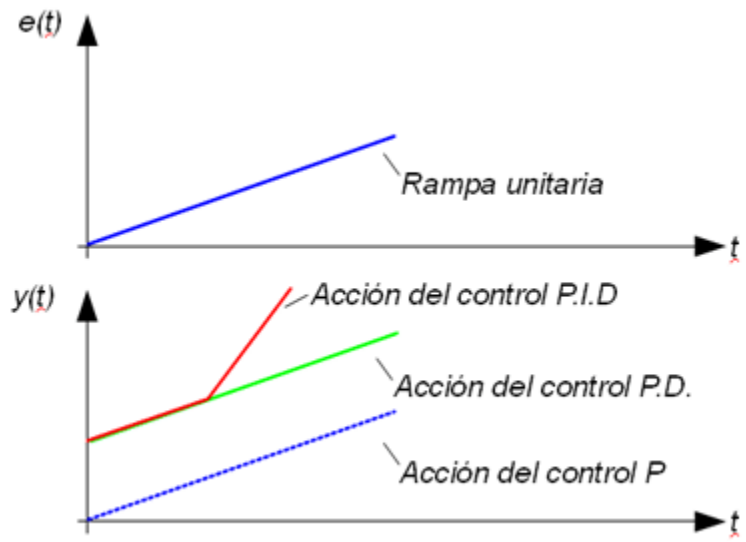 e(t)
Rampa unitaria
t
y(t)
Acción del control P.I.D
Acción del control P.D.
Acción del control P
t